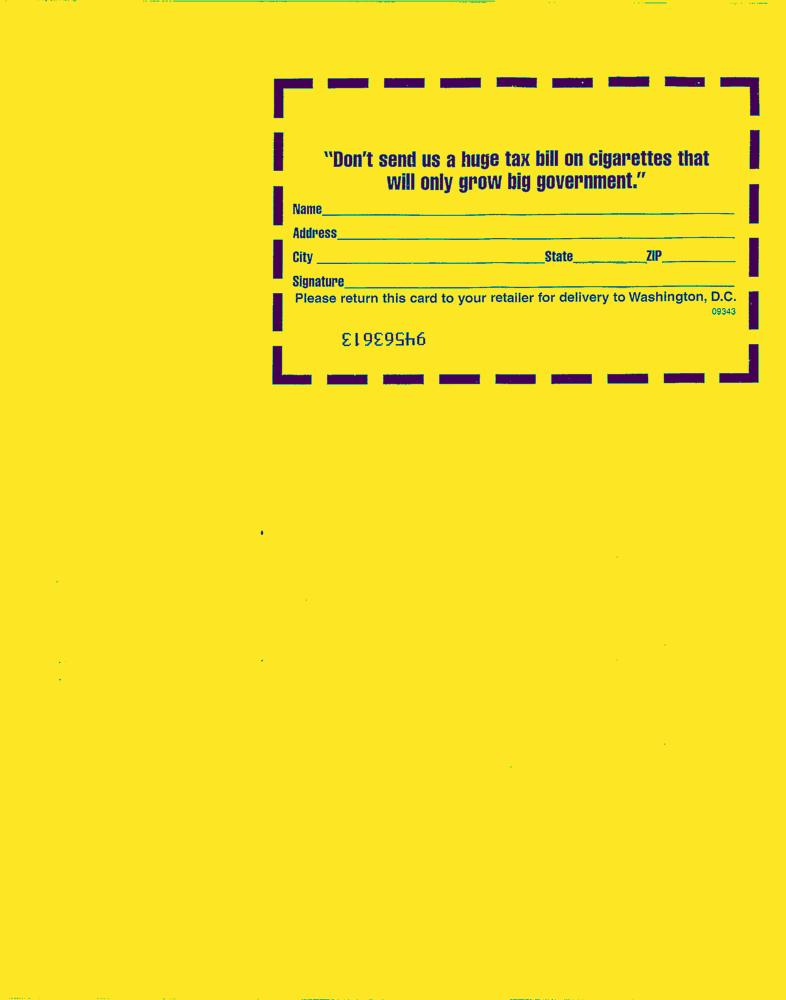 "Don't send us a huge tax bill on cigarettes that
will only grow big government."
Name
Address
City State ZIP
Signature
Please return this card to your retailer for delivery to Washington, D.C.
09343
94563613